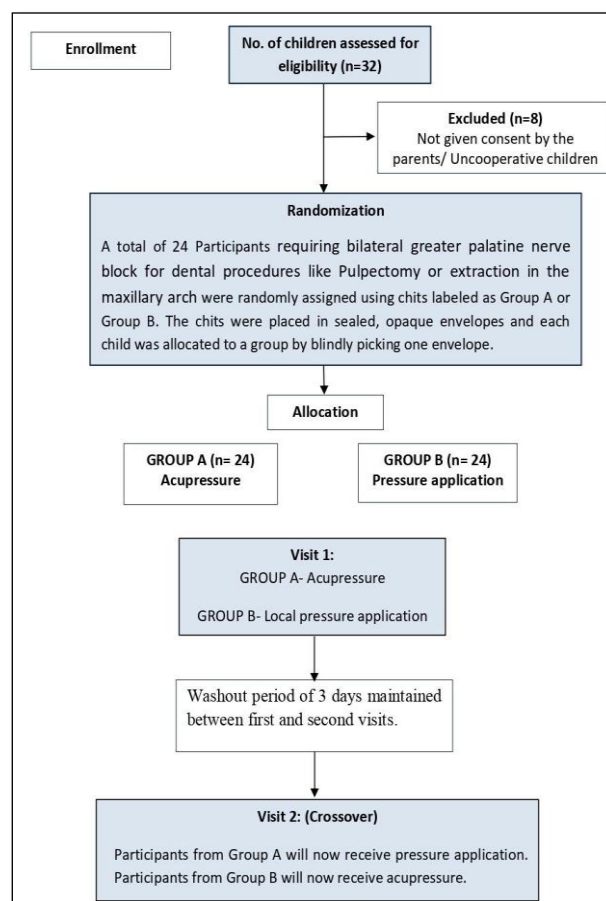 Enrollment
No. of children assessed for
eligibility (n=32)
Excluded (n=8)
Not given consent by the
parents/ Uncooperative children
Randomization
A total of 24 Participants requiring bilateral greater palatine nerve
block for dental procedures like Pulpectomy or extraction in the
maxillary arch were randomly assigned using chits labeled as Group A or
Group B. The chits were placed in sealed, opaque envelopes and each
child was allocated to a group by blindly picking one envelope.
Allocation
GROUP A (n= 24)
Acupressure
GROUP B (n= 24)
Pressure application
Visit 1:
GROUP A- Acupressure
GROUP B- Local pressure application
Washout period of 3 days maintained
between first and second visits.
Visit 2: (Crossover)
Participants from Group A will now receive pressure application.
Participants from Group B will now receive acupressure.